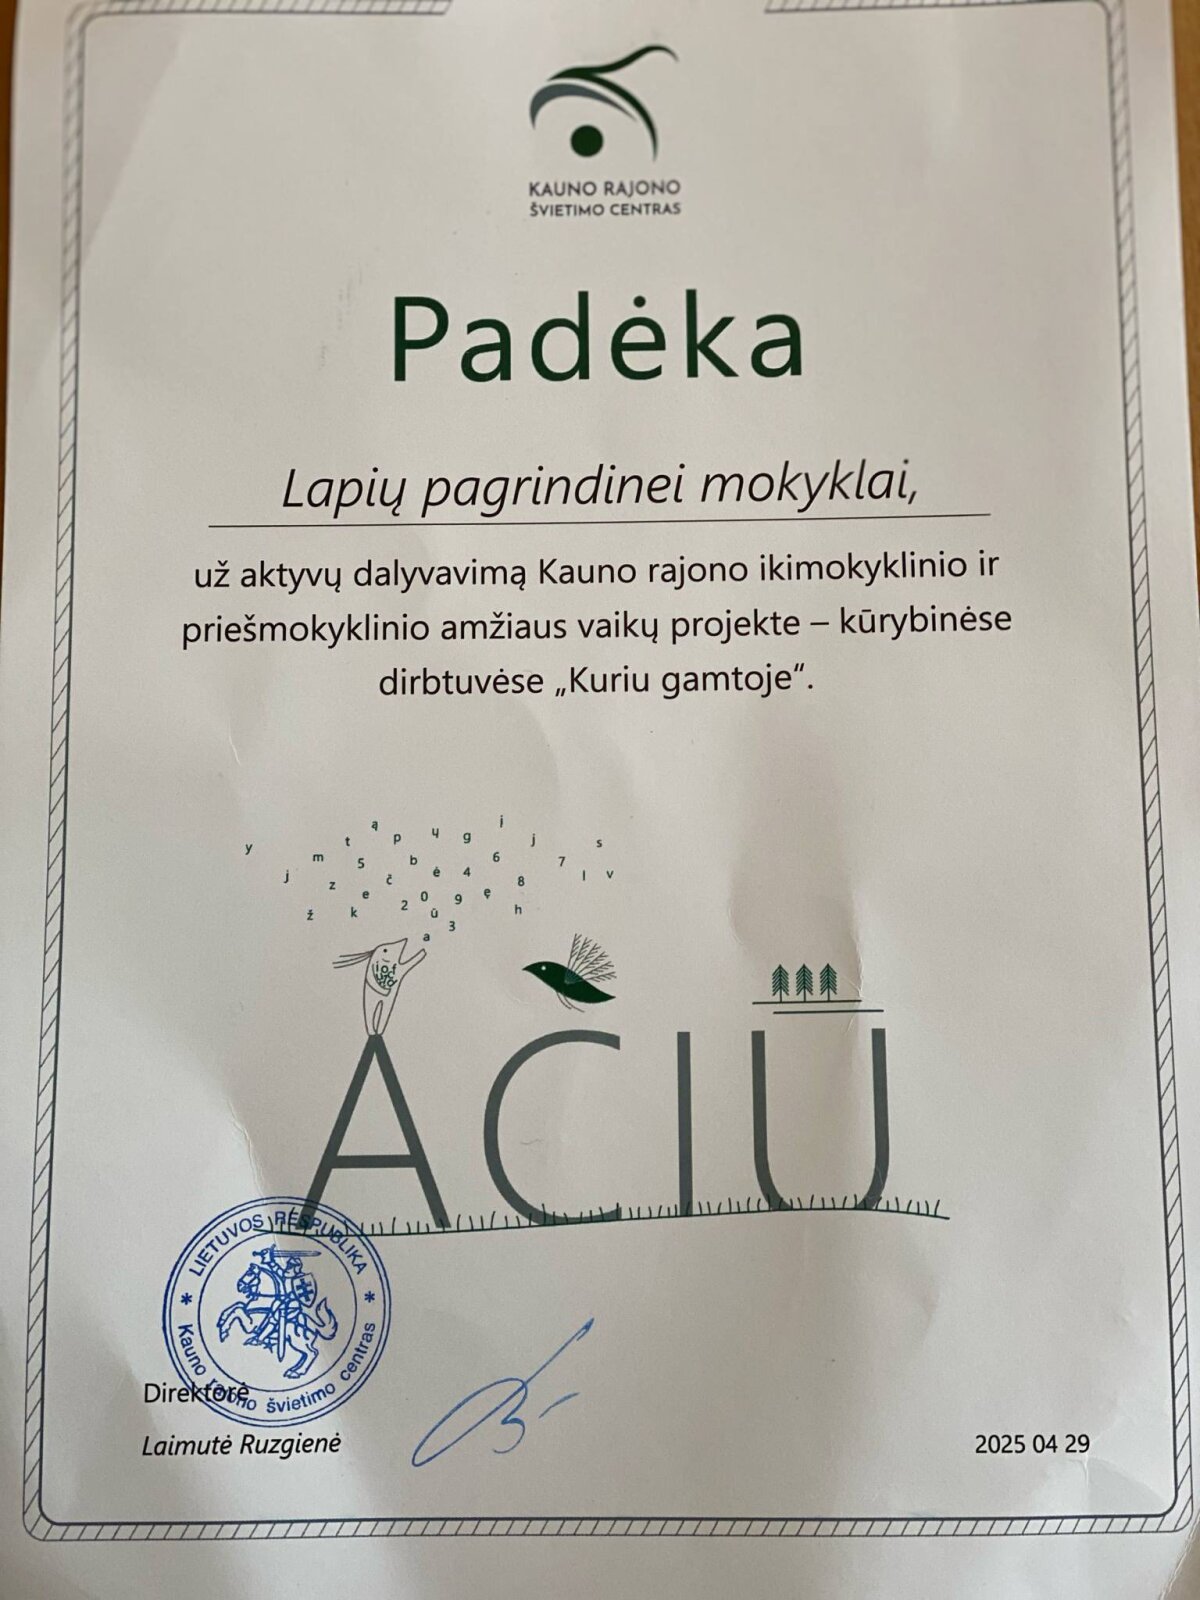 KAUNO RAJONO
ŠVIETIMO CENTRAS
Padėka
Lapių pagrindinei mokyklai,
už aktyvų dalyvavimą Kauno rajono ikimokyklinio ir
priešmokyklinio amžiaus vaikų projekte – kūrybinėse
dirbtuvėse „Kuriu gamtoje“.
y j m t ą p ų g į j s
z 5 b ė 4 6 7 l v
ž k e č 2 0 ū 9 ę 8 h
a 3
AČIŪ
LIETUVOS RESPUBLIKA
Kauno rajono švietimo centras
Direktorė
Laimutė Ruzgienė
2025 04 29